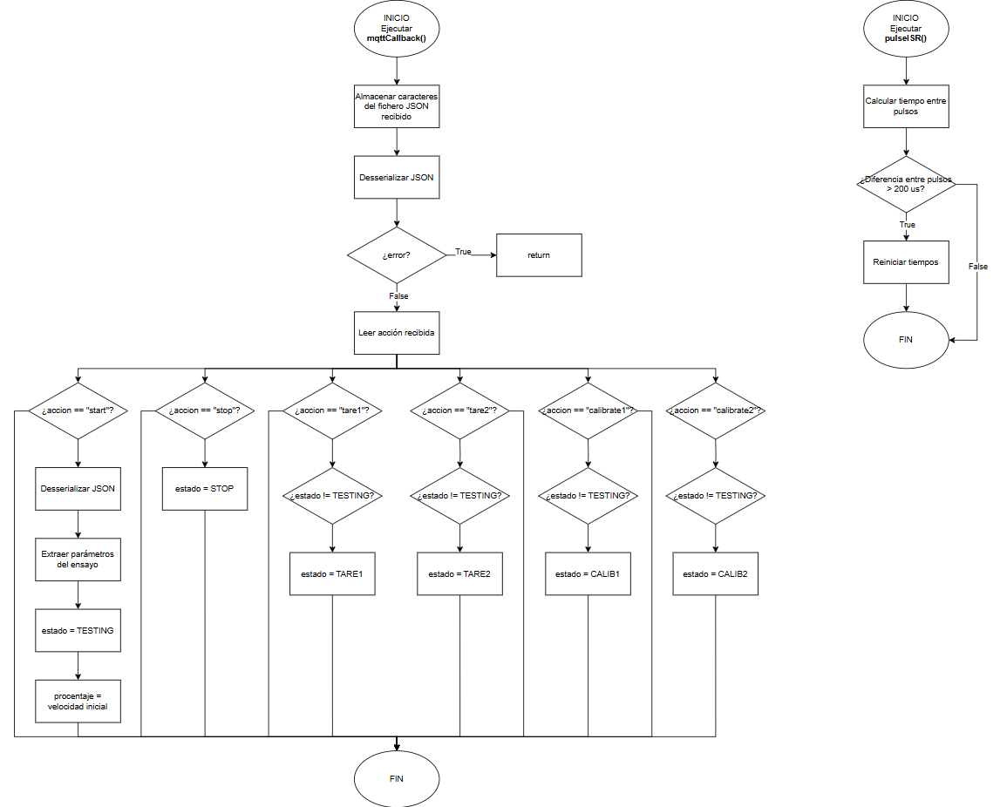 INICIO
Ejecutar
mqttCallback()
Almacenar caracteres
del fichero JSON
recibido
Desserializar JSON
¿error?
True
return
False
Leer acción recibida
¿accion == "start"?
¿accion == "stop"?
¿accion == "tare1"?
¿accion == "tare2"?
¿accion == "calibrate1"?
¿accion == "calibrate2"?
Desserializar JSON
estado = STOP
¿estado != TESTING?
¿estado != TESTING?
¿estado != TESTING?
¿estado != TESTING?
Extraer parámetros
del ensayo
estado = TARE1
estado = TARE2
estado = CALIB1
estado = CALIB2
estado = TESTING
procentaje =
velocidad inicial
FIN
INICIO
Ejecutar
pulseISR()
Calcular tiempo entre
pulsos
¿Diferencia entre pulsos
> 200 us?
True
False
Reiniciar tiempos
FIN